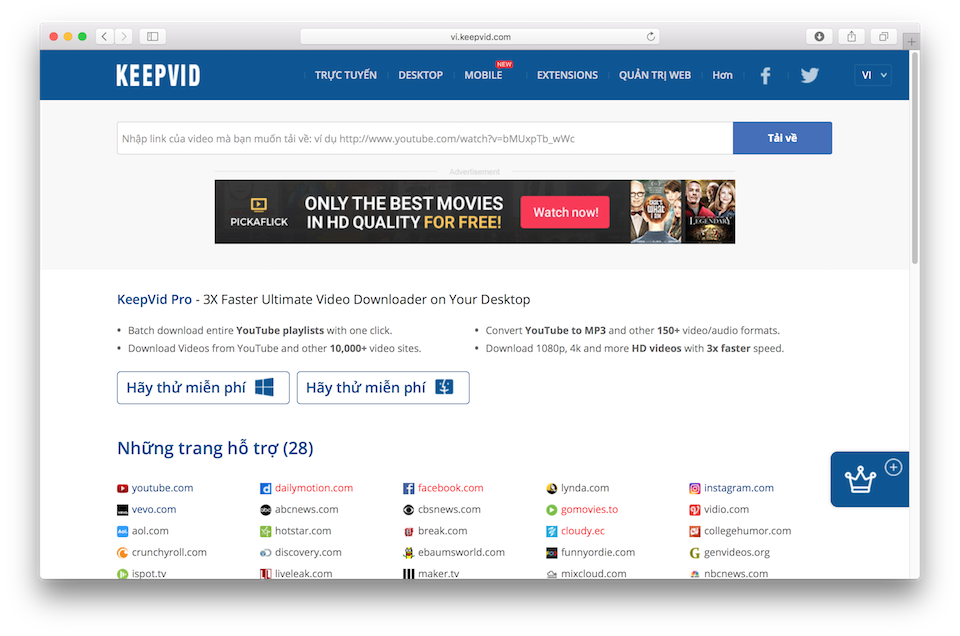 vi.keepvid.com
KEEPVID
TRỰC TUYẾN
DESKTOP
MOBILE
NEW
EXTENSIONS
QUẢN TRỊ WEB
Hơn
VI
Nhập link của video mà bạn muốn tải về: ví dụ http://www.youtube.com/watch?v=bMUxpTb_wWc
Tải về
Advertisement
PICKAFLICK
ONLY THE BEST MOVIES
IN HD QUALITY FOR FREE!
Watch now!
LEGENDARY
KeepVid Pro - 3X Faster Ultimate Video Downloader on Your Desktop
• Batch download entire YouTube playlists with one click.
• Convert YouTube to MP3 and other 150+ video/audio formats.
• Download Videos from YouTube and other 10,000+ video sites.
• Download 1080p, 4k and more HD videos with 3x faster speed.
Hãy thử miễn phí
Hãy thử miễn phí
Những trang hỗ trợ (28)
youtube.com
dailymotion.com
facebook.com
lynda.com
instagram.com
vevo.com
abcnews.com
cbsnews.com
gomovies.to
vidio.com
aol.com
hotstar.com
break.com
cloudy.ec
collegehumor.com
crunchyroll.com
discovery.com
ebaumsworld.com
funnyordie.com
genvideos.org
ispot.tv
liveleak.com
maker.tv
mixcloud.com
nbcnews.com